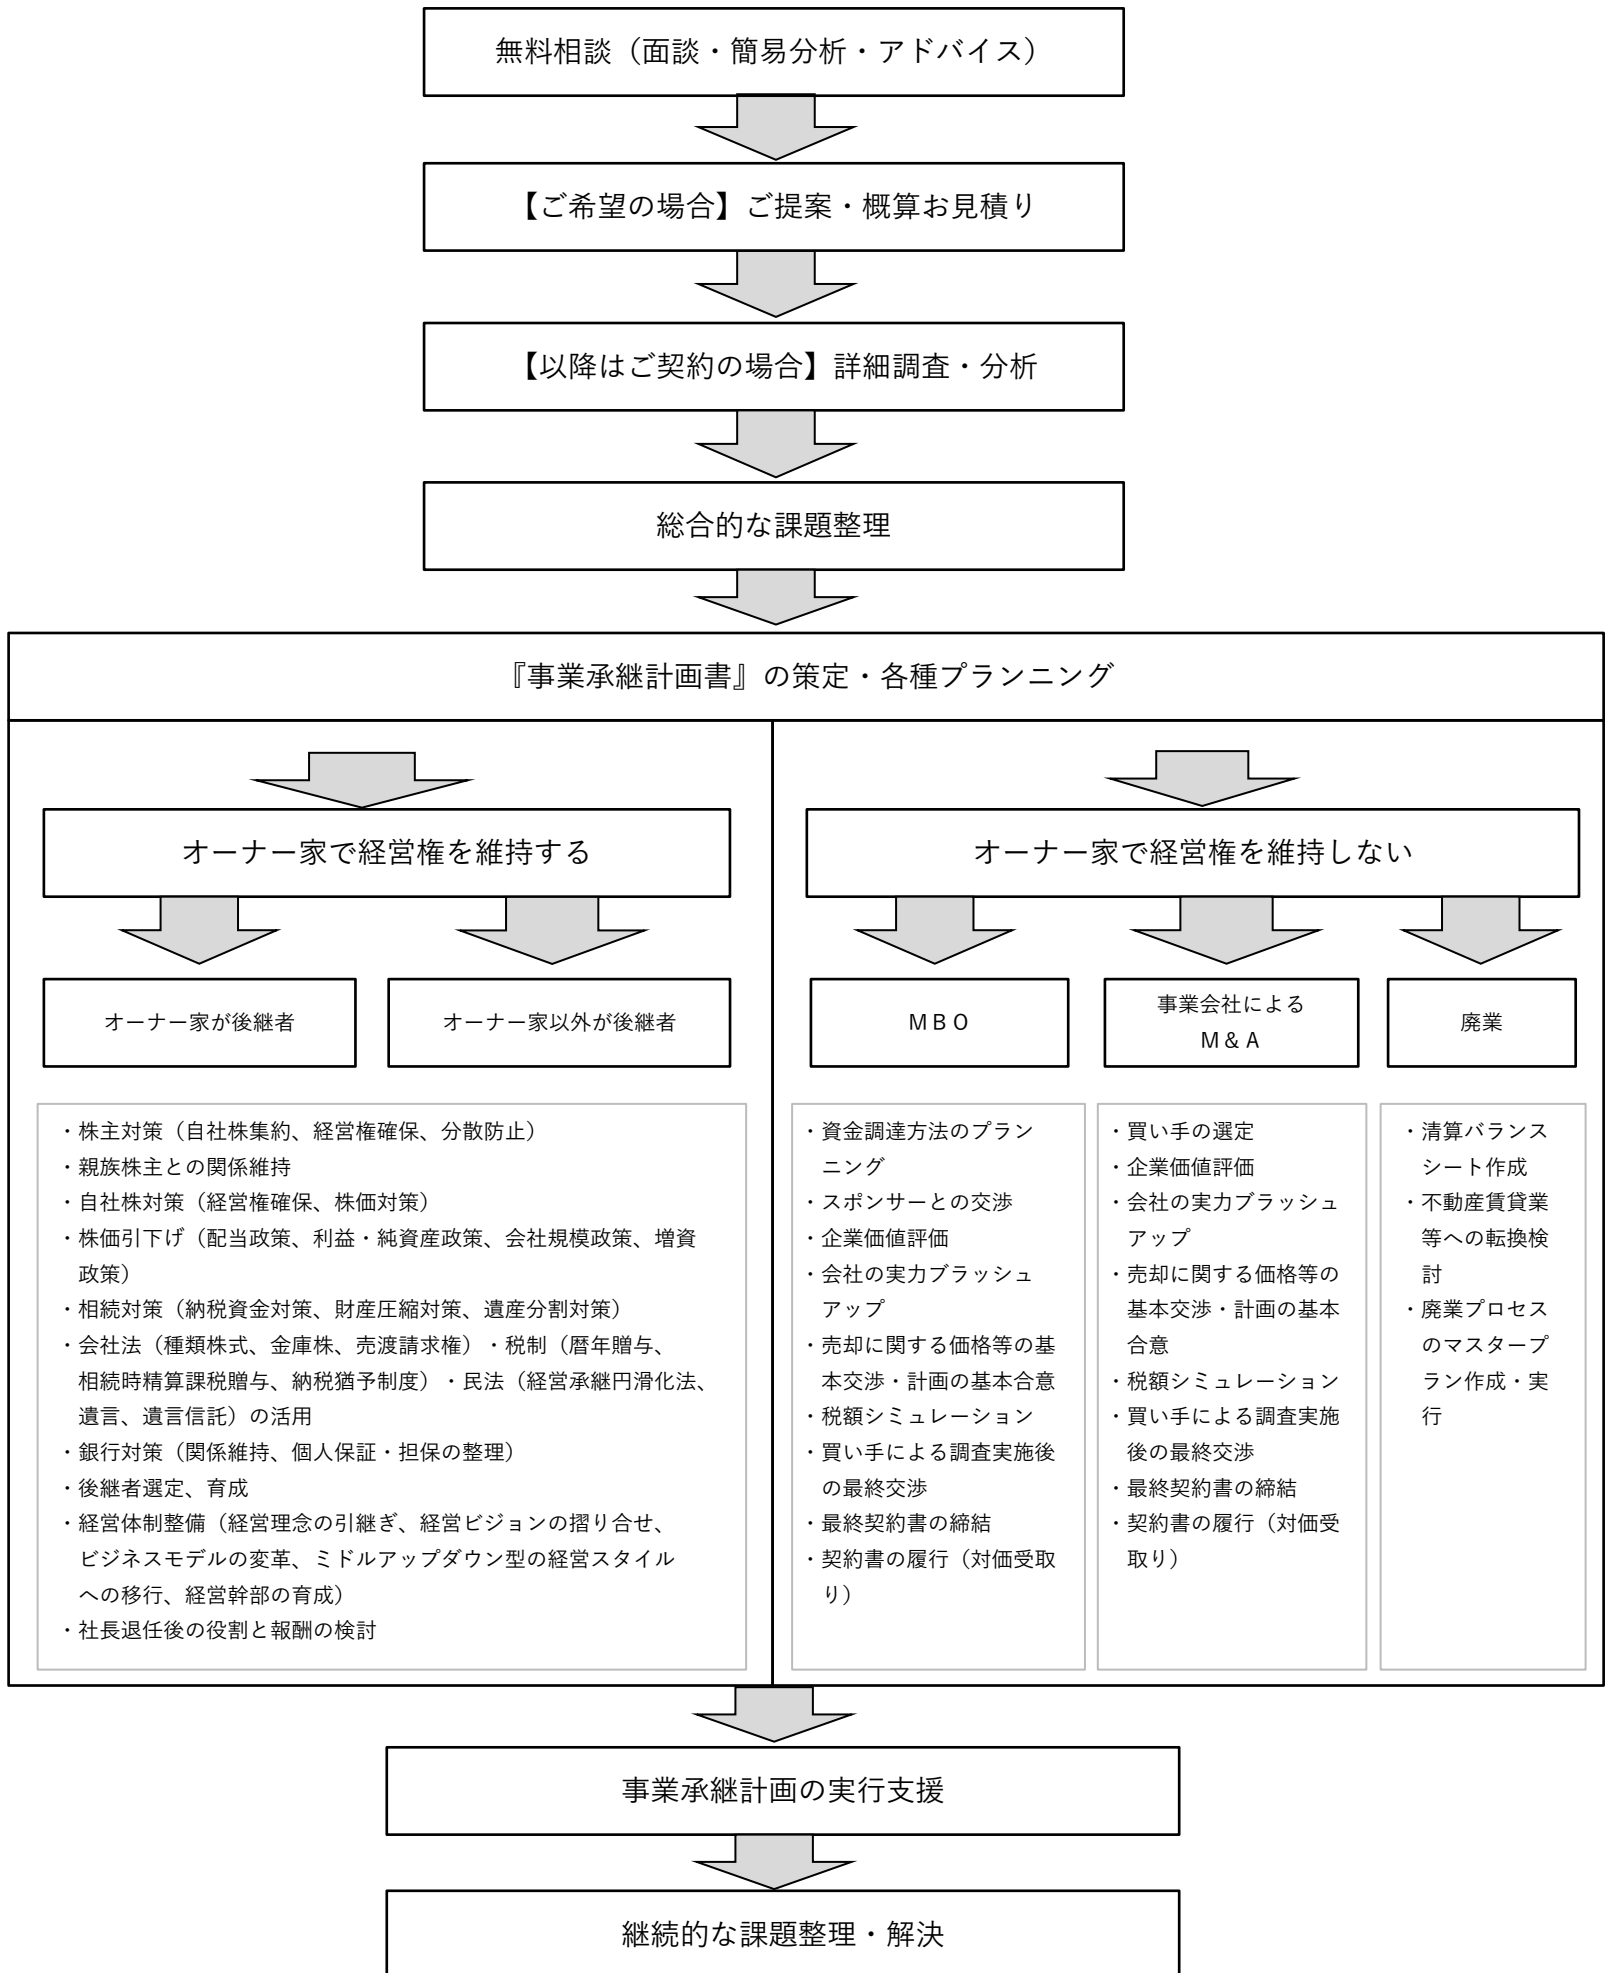 無料相談（面談・簡易分析・アドバイス）
【ご希望の場合】ご提案・概算お見積り
【以降はご契約の場合】詳細調査・分析
総合的な課題整理
『事業承継計画書』の策定・各種プランニング
オーナー家で経営権を維持する
オーナー家が後継者
オーナー家以外が後継者
・株主対策（自社株集約、経営権確保、分散防止）
・親族株主との関係維持
・自社株対策（経営権確保、株価対策）
・株価引下げ（配当政策、利益・純資産政策、会社規模政策、増資
政策）
・相続対策（納税資金対策、財産圧縮対策、遺産分割対策）
・会社法（種類株式、金庫株、売渡請求権）・税制（暦年贈与、
相続時精算課税贈与、納税猶予制度）・民法（経営承継円滑化法、
遺言、遺言信託）の活用
・銀行対策（関係維持、個人保証・担保の整理）
・後継者選定、育成
・経営体制整備（経営理念の引継ぎ、経営ビジョンの摺り合せ、
ビジネスモデルの変革、ミドルアップダウン型の経営スタイル
への移行、経営幹部の育成）
・社長退任後の役割と報酬の検討
オーナー家で経営権を維持しない
ＭＢＯ
・資金調達方法のプラン
ニング
・スポンサーとの交渉
・企業価値評価
・会社の実力ブラッシュ
アップ
・売却に関する価格等の基
本交渉・計画の基本合意
・税額シミュレーション
・買い手による調査実施後
の最終交渉
・最終契約書の締結
・契約書の履行（対価受取
り）
事業会社による
Ｍ＆Ａ
・買い手の選定
・企業価値評価
・会社の実力ブラッシュ
アップ
・売却に関する価格等の
基本交渉・計画の基本
合意
・税額シミュレーション
・買い手による調査実施
後の最終交渉
・最終契約書の締結
・契約書の履行（対価受
取り）
廃業
・清算バランス
シート作成
・不動産賃貸業
等への転換検
討
・廃業プロセス
のマスタープ
ラン作成・実
行
事業承継計画の実行支援
継続的な課題整理・解決